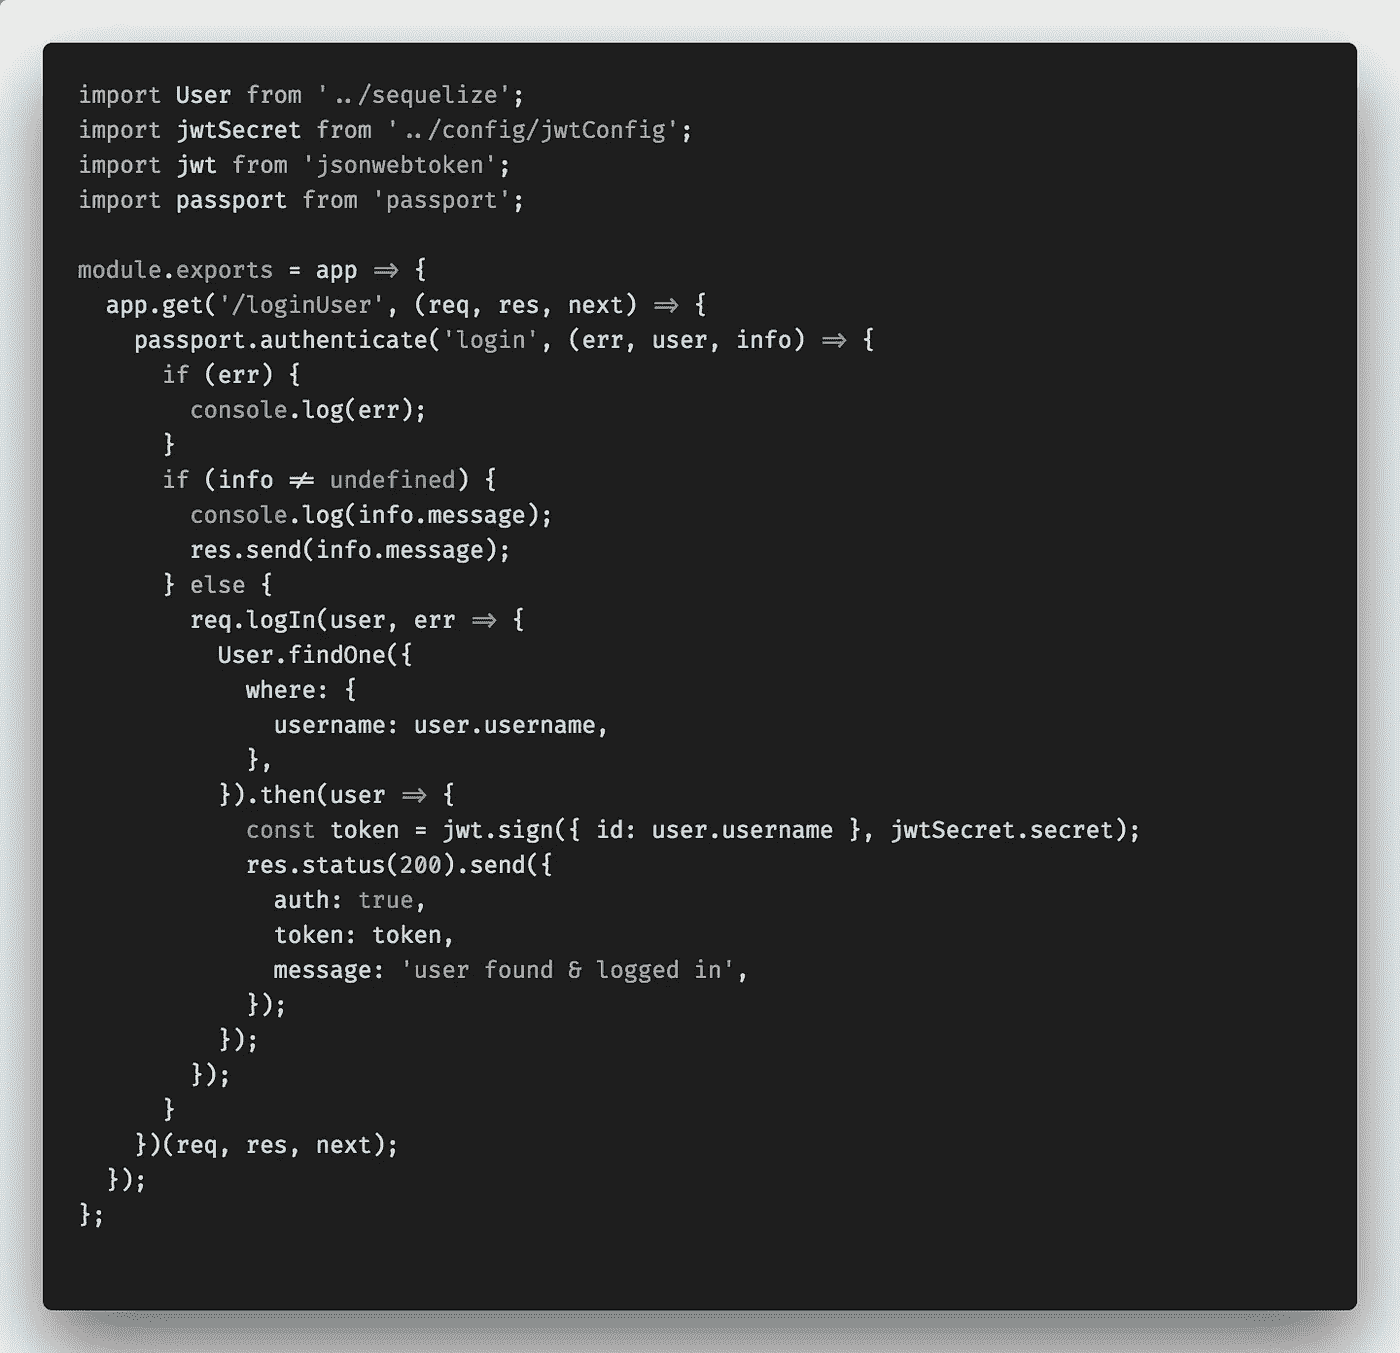 import User from '../sequelize';
import jwtSecret from '../config/jwtConfig';
import jwt from 'jsonwebtoken';
import passport from 'passport';

module.exports = app => {
  app.get('/loginUser', (req, res, next) => {
    passport.authenticate('login', (err, user, info) => {
      if (err) {
        console.log(err);
      }
      if (info != undefined) {
        console.log(info.message);
        res.send(info.message);
      } else {
        req.logIn(user, err => {
          User.findOne({
            where: {
              username: user.username,
            },
          }).then(user => {
            const token = jwt.sign({ id: user.username }, jwtSecret.secret);
            res.status(200).send({
              auth: true,
              token: token,
              message: 'user found & logged in',
            });
          });
        });
      }
    })(req, res, next);
  });
};